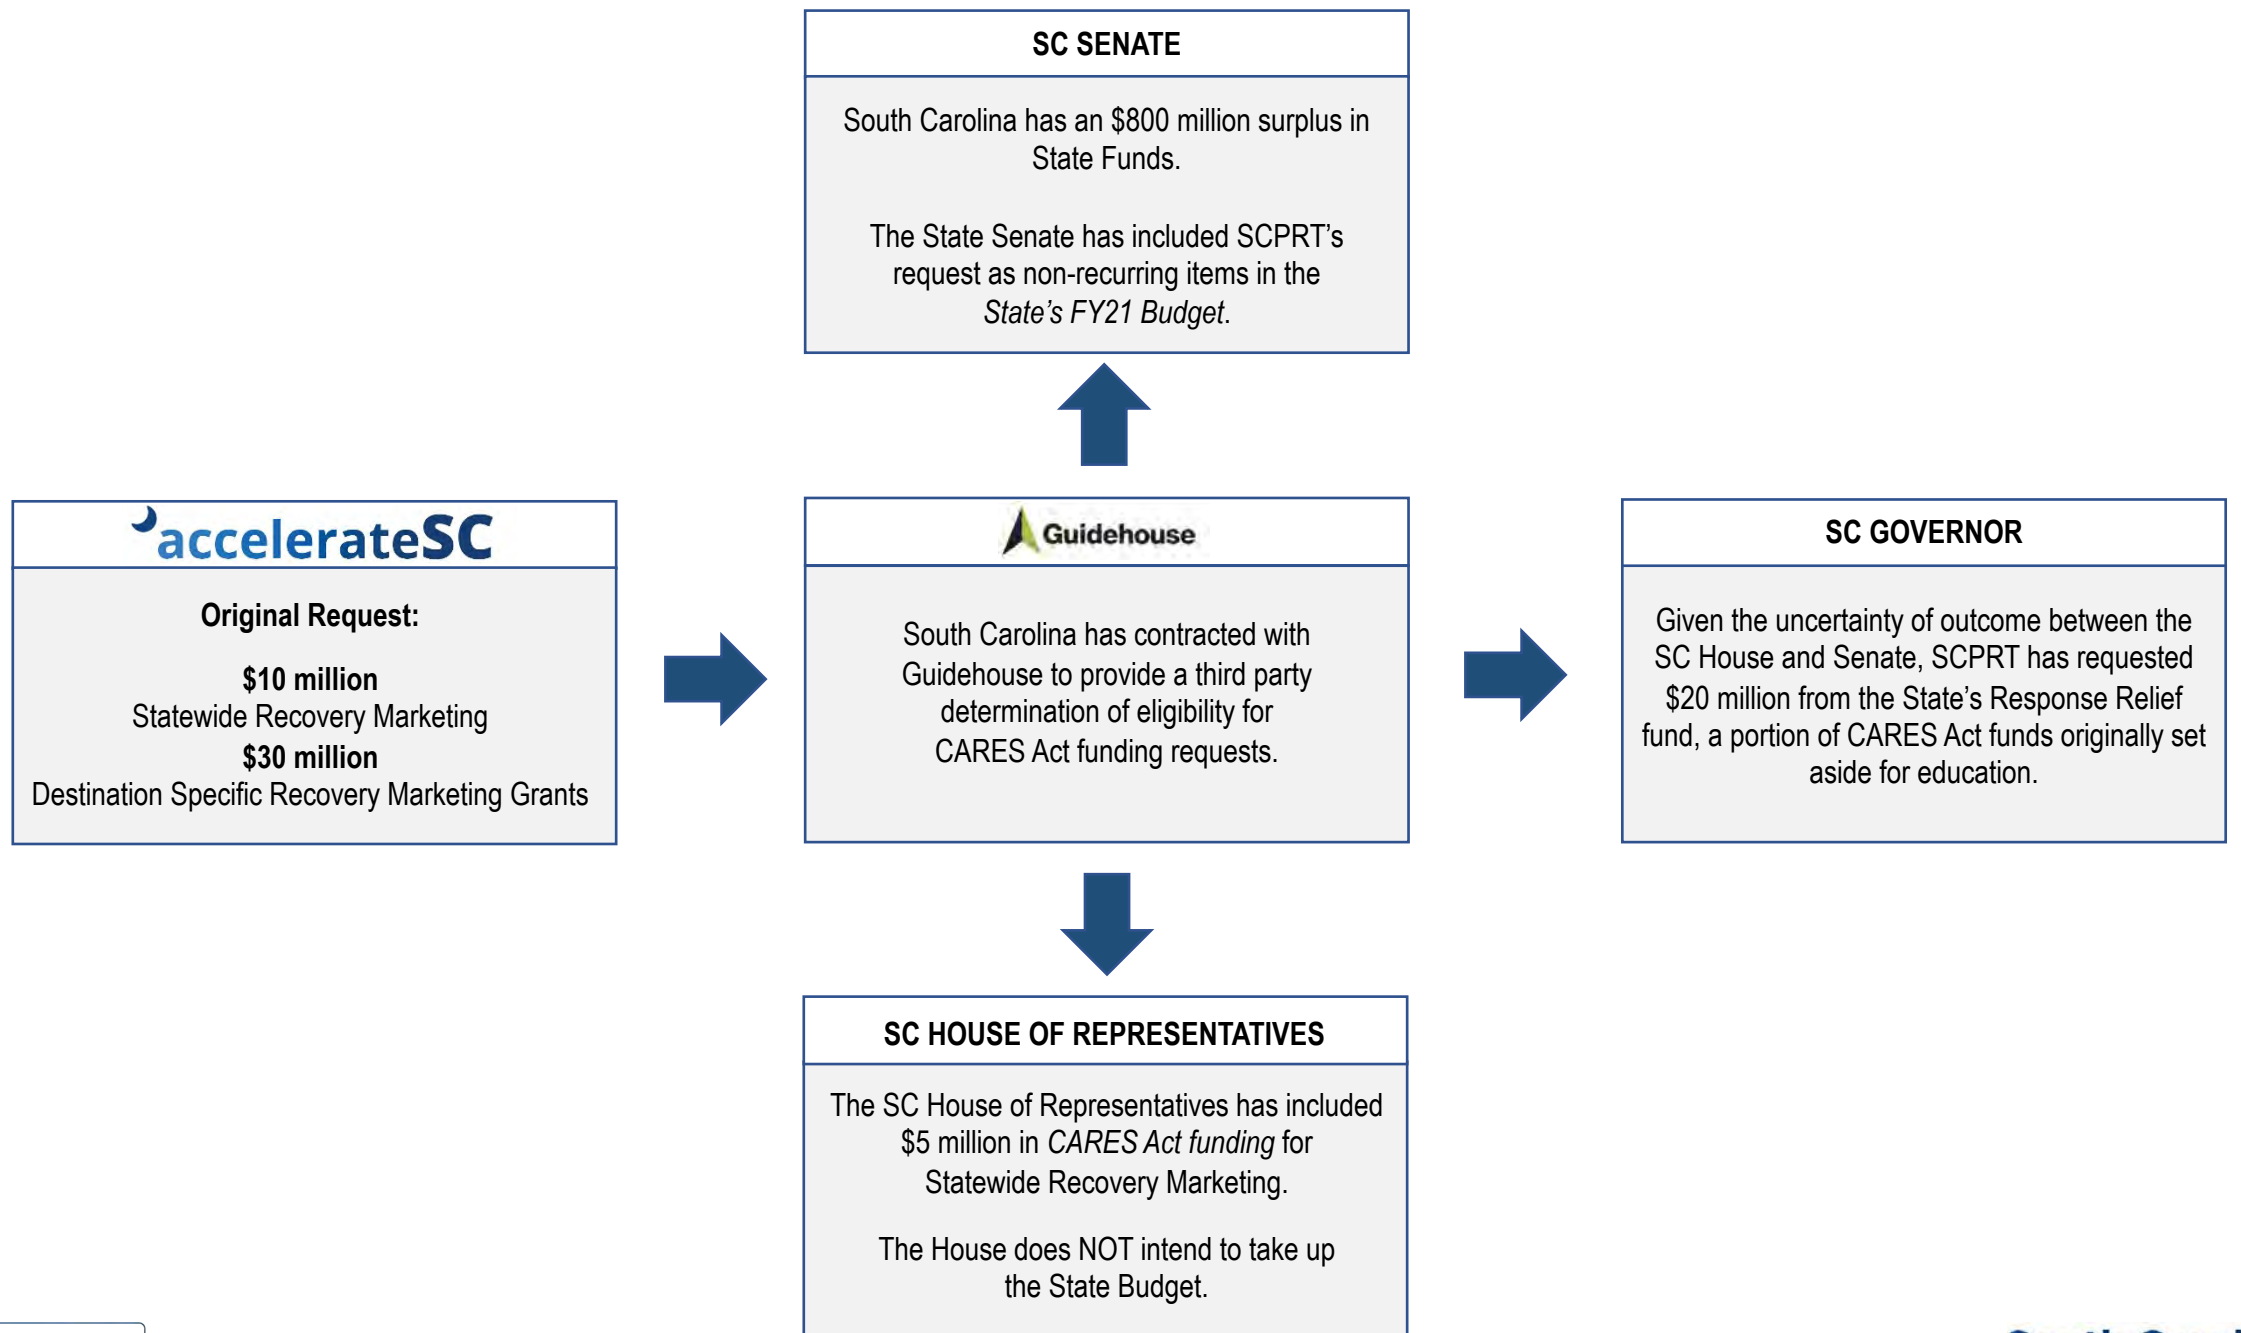 SC SENATE
South Carolina has an $800 million surplus in
State Funds.
The State Senate has included SCPRT’s
request as non-recurring items in the
State’s FY21 Budget.
accelerateSC
Original Request:
$10 million
Statewide Recovery Marketing
$30 million
Destination Specific Recovery Marketing Grants
Guidehouse
South Carolina has contracted with
Guidehouse to provide a third party
determination of eligibility for
CARES Act funding requests.
SC GOVERNOR
Given the uncertainty of outcome between the
SC House and Senate, SCPRT has requested
$20 million from the State’s Response Relief
fund, a portion of CARES Act funds originally set
aside for education.
SC HOUSE OF REPRESENTATIVES
The SC House of Representatives has included
$5 million in CARES Act funding for
Statewide Recovery Marketing.
The House does NOT intend to take up
the State Budget.